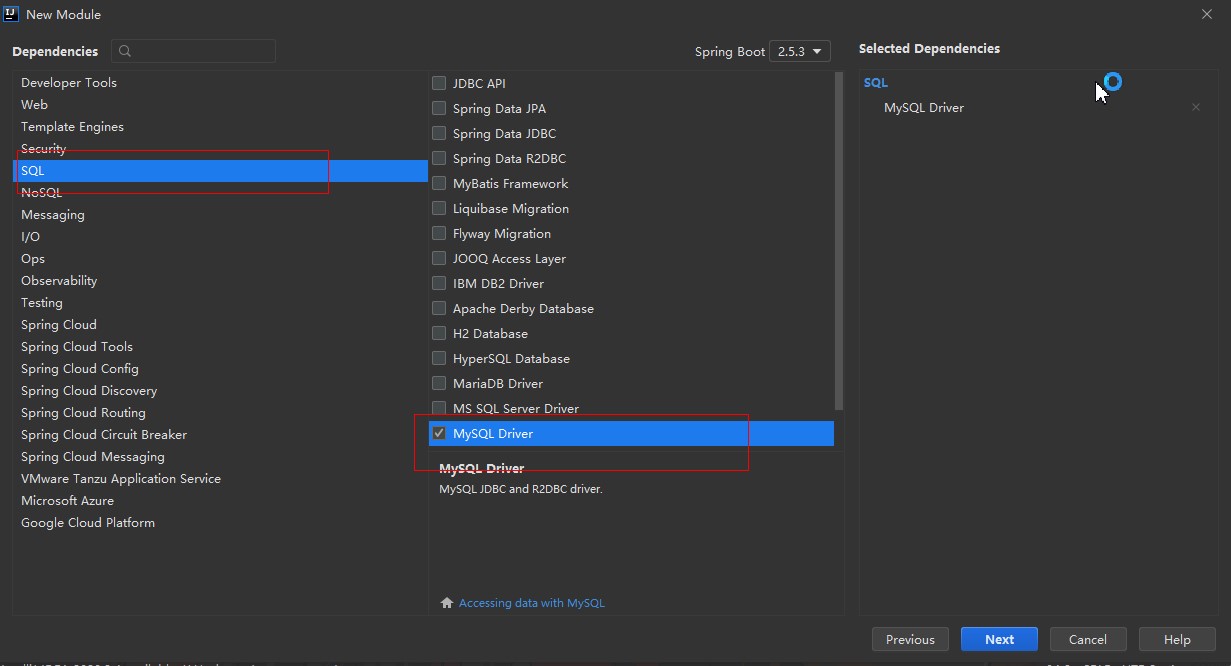 New Module
Dependencies
Spring Boot 2.5.3
Selected Dependencies
Developer Tools
Web
Template Engines
Security
SQL
NoSQL
Messaging
I/O
Ops
Observability
Testing
Spring Cloud
Spring Cloud Tools
Spring Cloud Config
Spring Cloud Discovery
Spring Cloud Routing
Spring Cloud Circuit Breaker
Spring Cloud Messaging
VMware Tanzu Application Service
Microsoft Azure
Google Cloud Platform
JDBC API
Spring Data JPA
Spring Data JDBC
Spring Data R2DBC
MyBatis Framework
Liquibase Migration
Flyway Migration
JOOQ Access Layer
IBM DB2 Driver
Apache Derby Database
H2 Database
HyperSQL Database
MariaDB Driver
MS SQL Server Driver
MySQL Driver
MySQL Driver
MySQL JDBC and R2DBC driver.
Accessing data with MySQL
SQL
MySQL Driver
Previous
Next
Cancel
Help